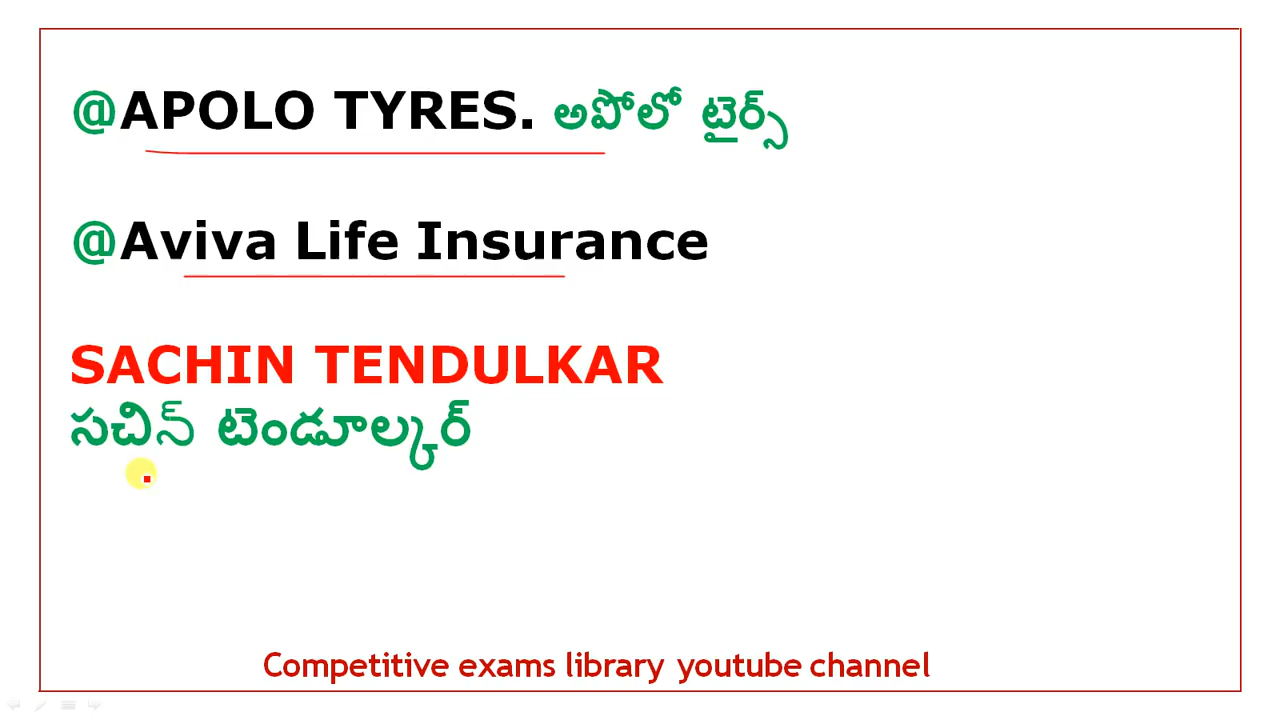 @APOLO TYRES. అపోలో టైర్స్
@Aviva Life Insurance
SACHIN TENDULKAR
సచిన్ టెండూల్కర్
Competitive exams library youtube channel